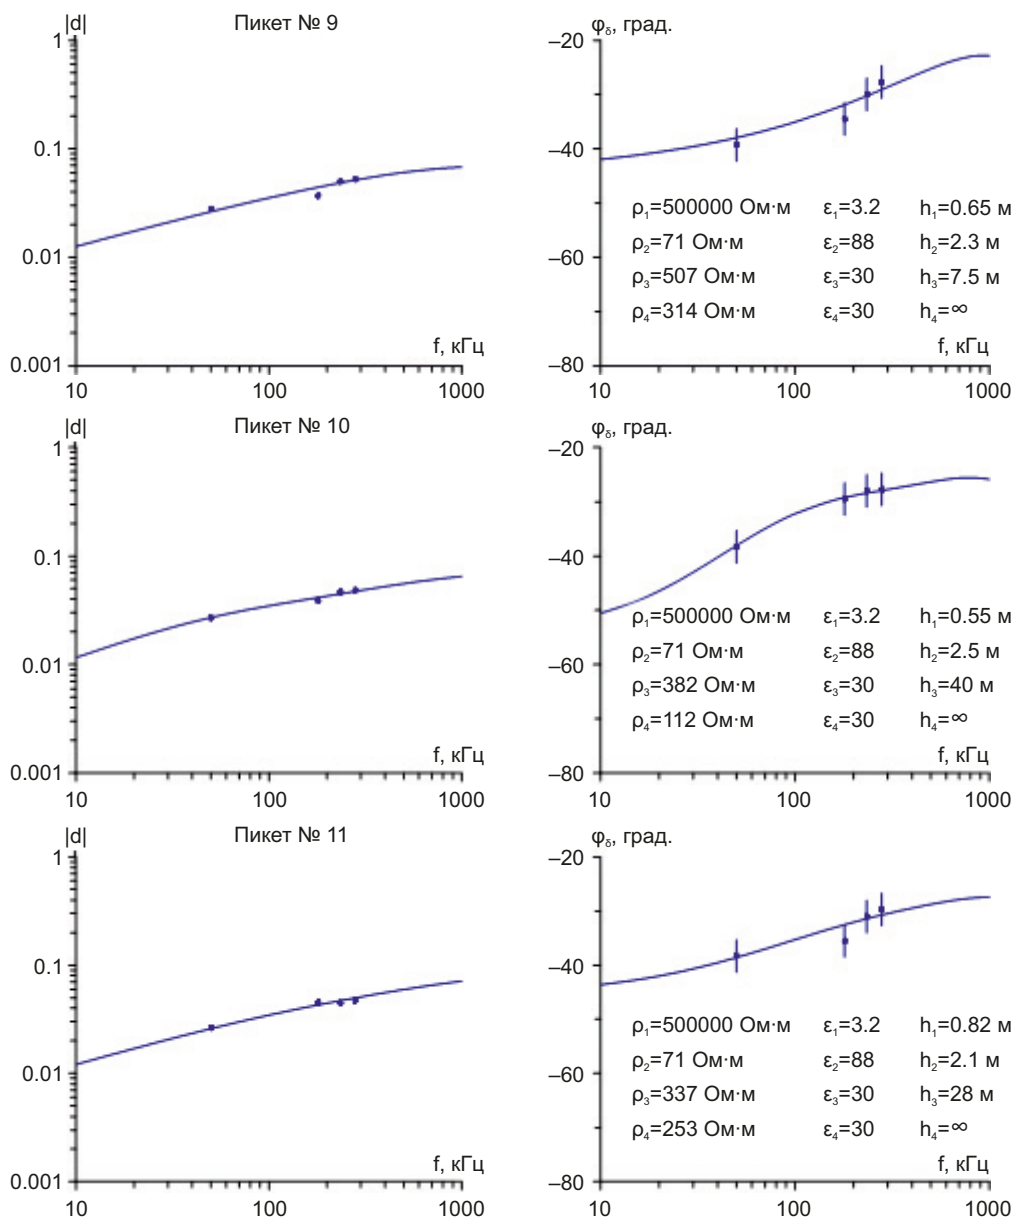 |d|
Пикет № 9
φδ, град.
1
0.1
0.01
0.001
10
100
1000
f, кГц
–20
–40
–60
–80
ρ₁=500000 Ом·м ε₁=3.2 h₁=0.65 м
ρ₂=71 Ом·м ε₂=88 h₂=2.3 м
ρ₃=507 Ом·м ε₃=30 h₃=7.5 м
ρ₄=314 Ом·м ε₄=30 h₄=∞
f, кГц
10
100
1000
|d|
Пикет № 10
φδ, град.
1
0.1
0.01
0.001
10
100
1000
f, кГц
–20
–40
–60
–80
ρ₁=500000 Ом·м ε₁=3.2 h₁=0.55 м
ρ₂=71 Ом·м ε₂=88 h₂=2.5 м
ρ₃=382 Ом·м ε₃=30 h₃=40 м
ρ₄=112 Ом·м ε₄=30 h₄=∞
f, кГц
10
100
1000
|d|
Пикет № 11
φδ, град.
1
0.1
0.01
0.001
10
100
1000
f, кГц
–20
–40
–60
–80
ρ₁=500000 Ом·м ε₁=3.2 h₁=0.82 м
ρ₂=71 Ом·м ε₂=88 h₂=2.1 м
ρ₃=337 Ом·м ε₃=30 h₃=28 м
ρ₄=253 Ом·м ε₄=30 h₄=∞
f, кГц
10
100
1000